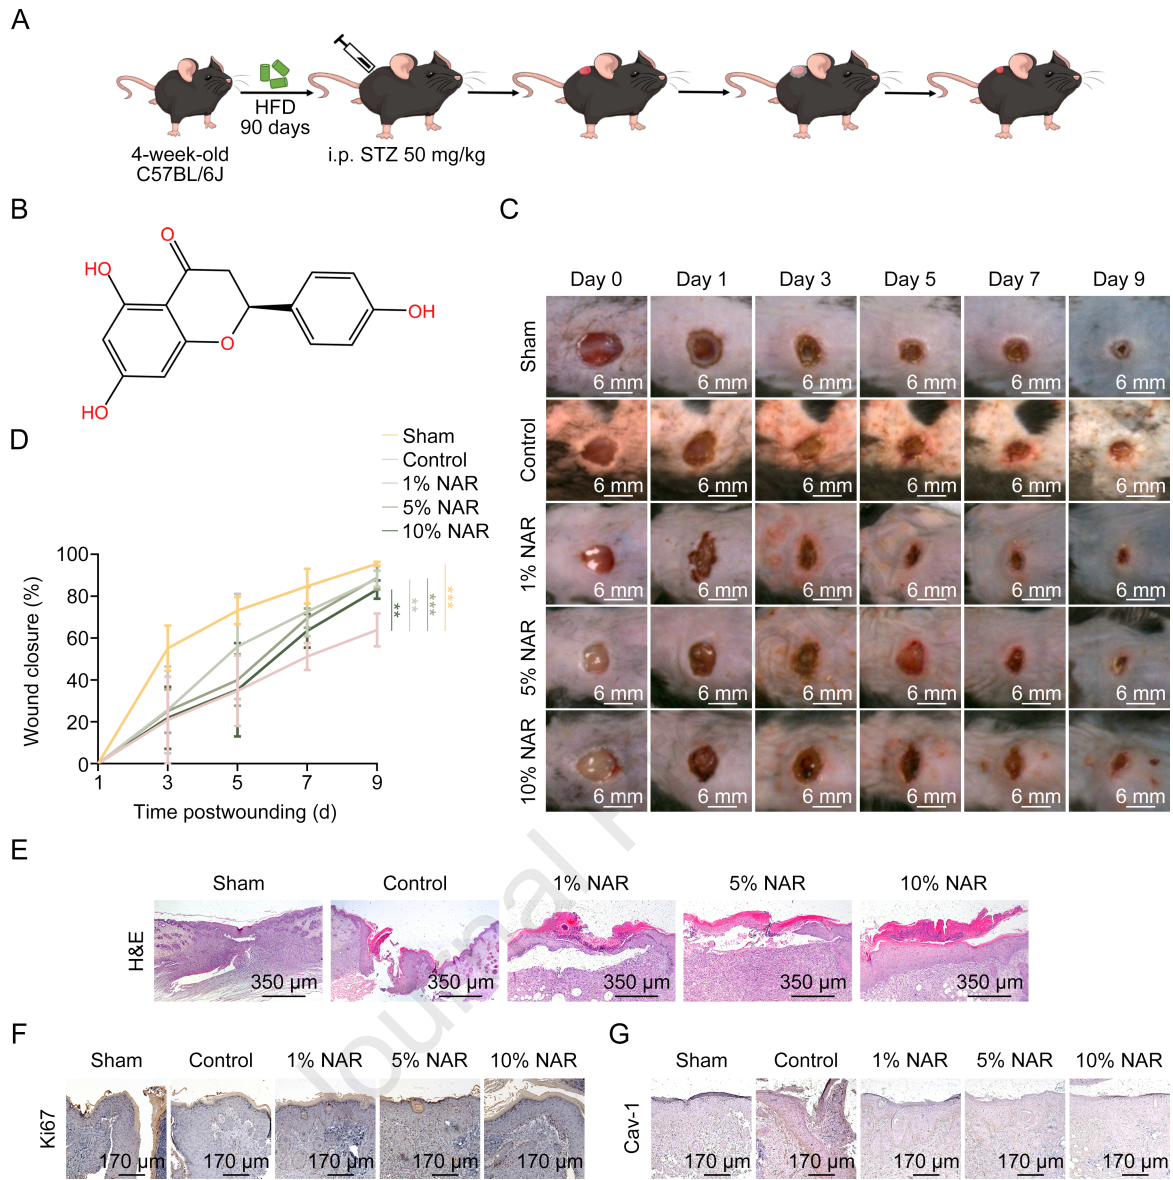 A
HFD
90 days
4-week-old
C57BL/6J
i.p. STZ 50 mg/kg
B
O
HO
O
OH
HO
C
Day 0 Day 1 Day 3 Day 5 Day 7 Day 9
Sham
6 mm 6 mm 6 mm 6 mm 6 mm 6 mm
Control
6 mm 6 mm 6 mm 6 mm 6 mm 6 mm
1% NAR
6 mm 6 mm 6 mm 6 mm 6 mm 6 mm
5% NAR
6 mm 6 mm 6 mm 6 mm 6 mm 6 mm
10% NAR
6 mm 6 mm 6 mm 6 mm 6 mm 6 mm
D
Sham
Control
1% NAR
5% NAR
10% NAR
Wound closure (%)
100
80
60
40
20
0
1 3 5 7 9
Time postwounding (d)
** ** *** ***
E
Sham Control 1% NAR 5% NAR 10% NAR
H&E
350 µm 350 µm 350 µm 350 µm 350 µm
F
Sham Control 1% NAR 5% NAR 10% NAR
Ki67
170 µm 170 µm 170 µm 170 µm 170 µm
G
Sham Control 1% NAR 5% NAR 10% NAR
Cav-1
170 µm 170 µm 170 µm 170 µm 170 µm
Journal